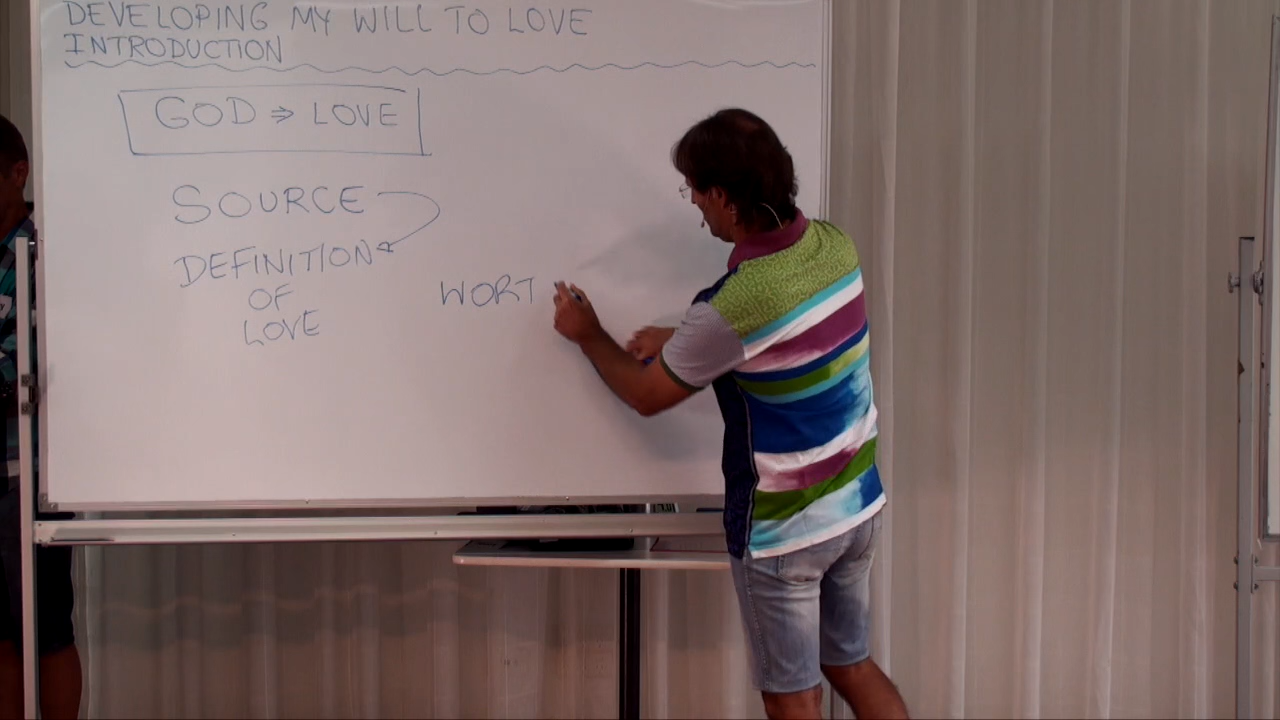 DEVELOPING MY WILL TO LOVE
INTRODUCTION
GOD ⇒ LOVE
SOURCE
DEFINITION
OF
LOVE
WORT